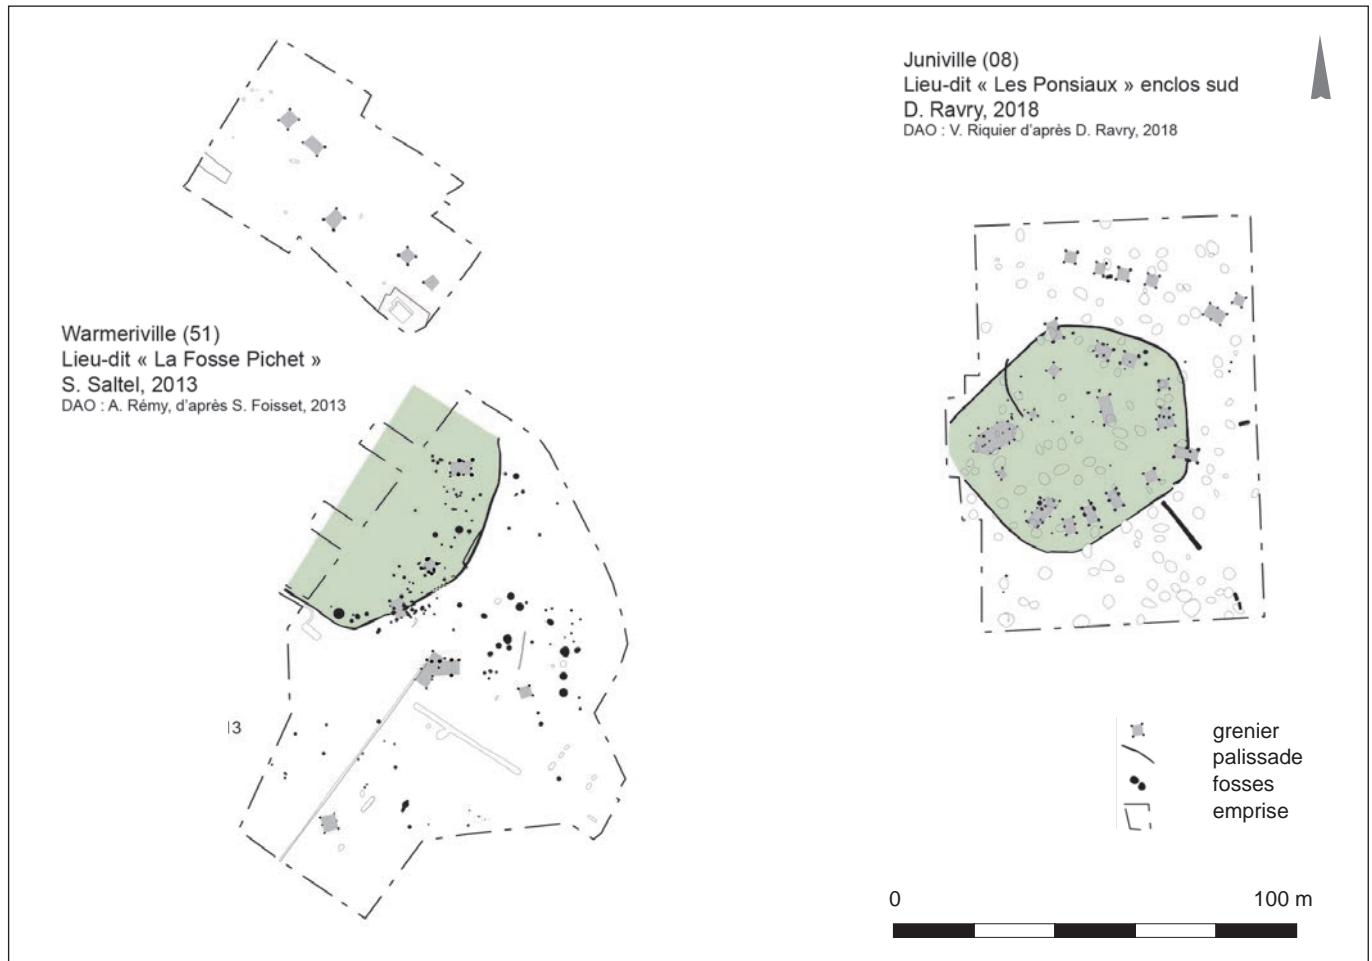 Juniville (08)
Lieu-dit « Les Ponsiaux » enclos sud
D. Ravry, 2018
DAO : V. Riquier d'après D. Ravry, 2018
Warmeriville (51)
Lieu-dit « La Fosse Pichet »
S. Saltel, 2013
DAO : A. Rémy, d'après S. Foisset, 2013
13
grenier
palissade
fosses
emprise
0 100 m